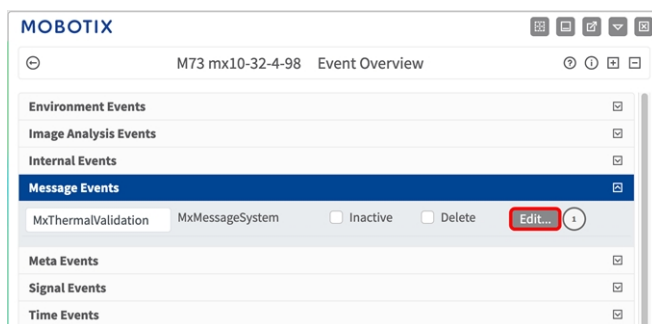 MOBOTIX
M73 mx10-32-4-98 Event Overview
Environment Events
Image Analysis Events
Internal Events
Message Events
MxThermalValidation MxMessageSystem Inactive Delete Edit... 1
Meta Events
Signal Events
Time Events